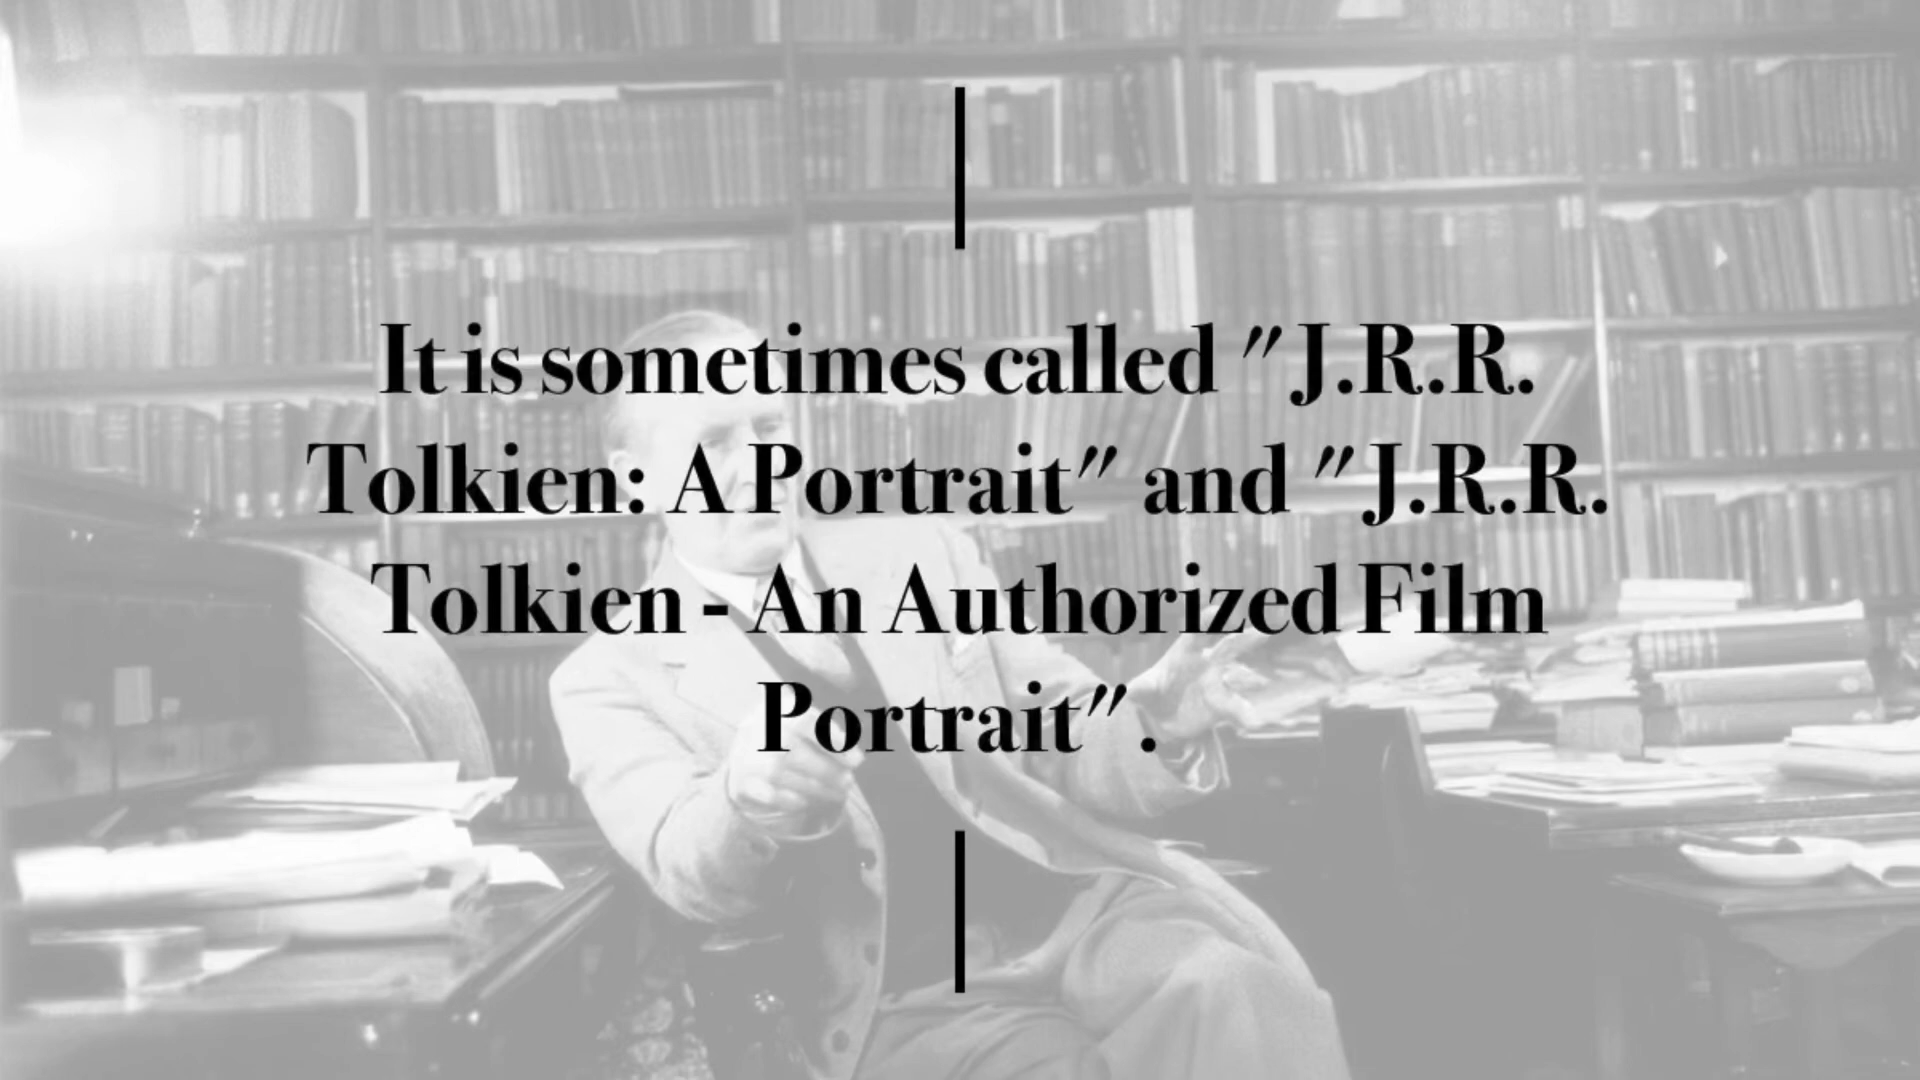 It is sometimes called "J.R.R.
Tolkien: A Portrait" and "J.R.R.
Tolkien - An Authorized Film
Portrait".